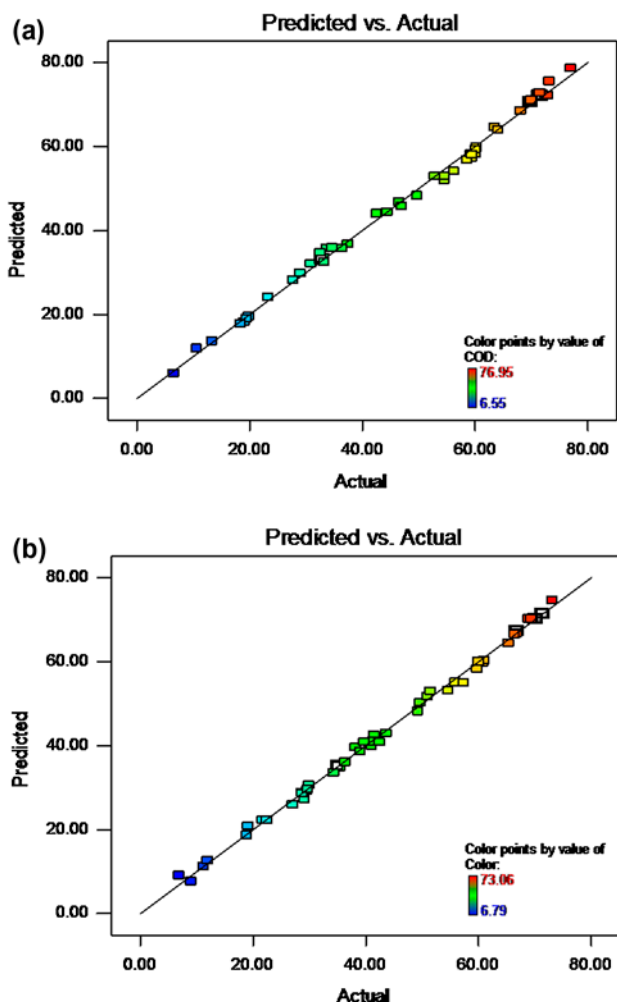 (a)
Predicted vs. Actual
80.00
60.00
40.00
20.00
0.00
Predicted
Color points by value of
COD:
76.95
6.55
0.00 20.00 40.00 60.00 80.00
Actual
(b)
Predicted vs. Actual
80.00
60.00
40.00
20.00
0.00
Predicted
Color points by value of
Color:
73.06
6.79
0.00 20.00 40.00 60.00 80.00
Actual